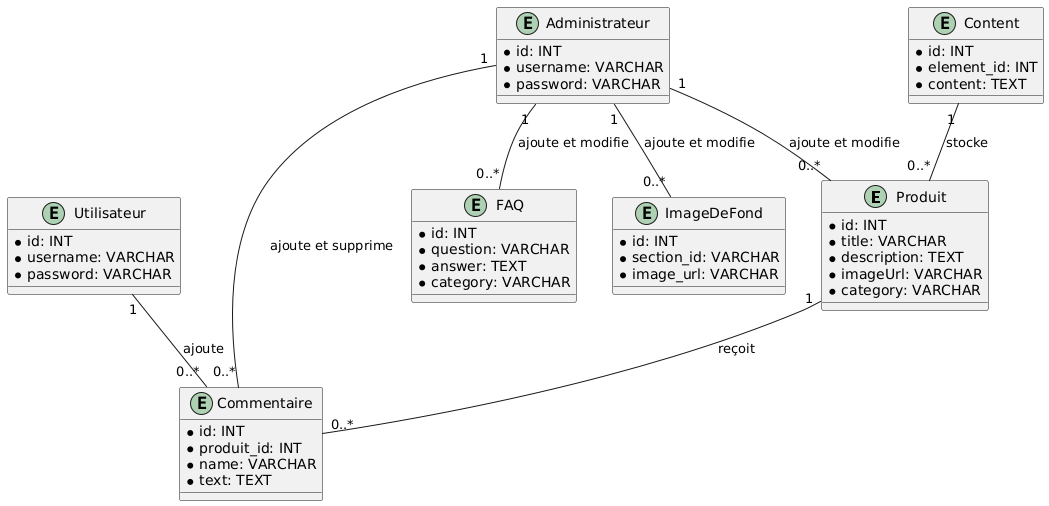 E Administrateur
* id: INT
* username: VARCHAR
* password: VARCHAR
E Content
* id: INT
* element_id: INT
* content: TEXT
1
1
1
1
1
ajoute et modifie
ajoute et modifie
ajoute et modifie
stocke
0..*
0..*
0..*
0..*
E Utilisateur
* id: INT
* username: VARCHAR
* password: VARCHAR
ajoute et supprime
E FAQ
* id: INT
* question: VARCHAR
* answer: TEXT
* category: VARCHAR
E ImageDeFond
* id: INT
* section_id: VARCHAR
* image_url: VARCHAR
E Produit
* id: INT
* title: VARCHAR
* description: TEXT
* imageUrl: VARCHAR
* category: VARCHAR
1
1
ajoute
reçoit
0..*
0..*
0..*
E Commentaire
* id: INT
* produit_id: INT
* name: VARCHAR
* text: TEXT